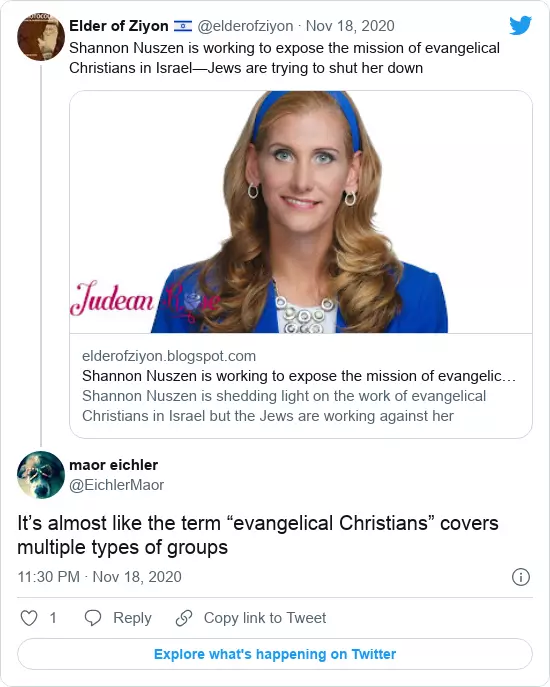 Elder of Ziyon 🇮🇱 @elderofziyon · Nov 18, 2020
Shannon Nuszen is working to expose the mission of evangelical
Christians in Israel—Jews are trying to shut her down
Judean
elderofziyon.blogspot.com
Shannon Nuszen is working to expose the mission of evangelic…
Shannon Nuszen is shedding light on the work of evangelical
Christians in Israel but the Jews are working against her
maor eichler
@EichlerMaor
It’s almost like the term “evangelical Christians” covers
multiple types of groups
11:30 PM · Nov 18, 2020
1 Reply Copy link to Tweet
Explore what's happening on Twitter